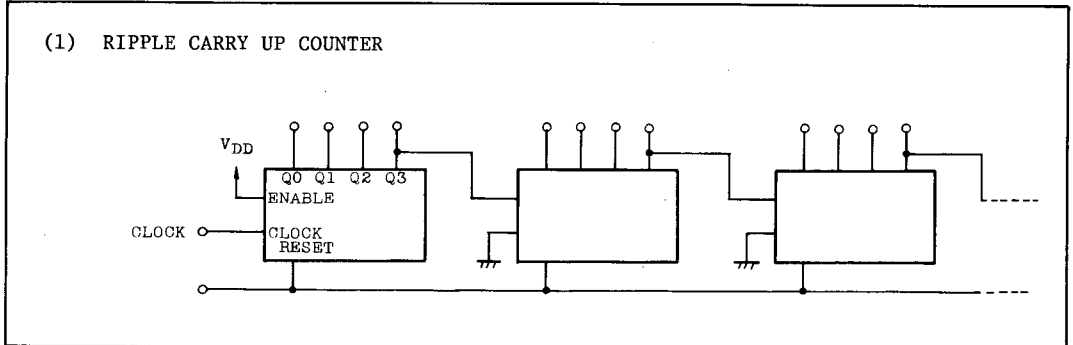 (1) RIPPLE CARRY UP COUNTER
VDD
Q0 Q1 Q2 Q3
ENABLE
CLOCK CLOCK
RESET